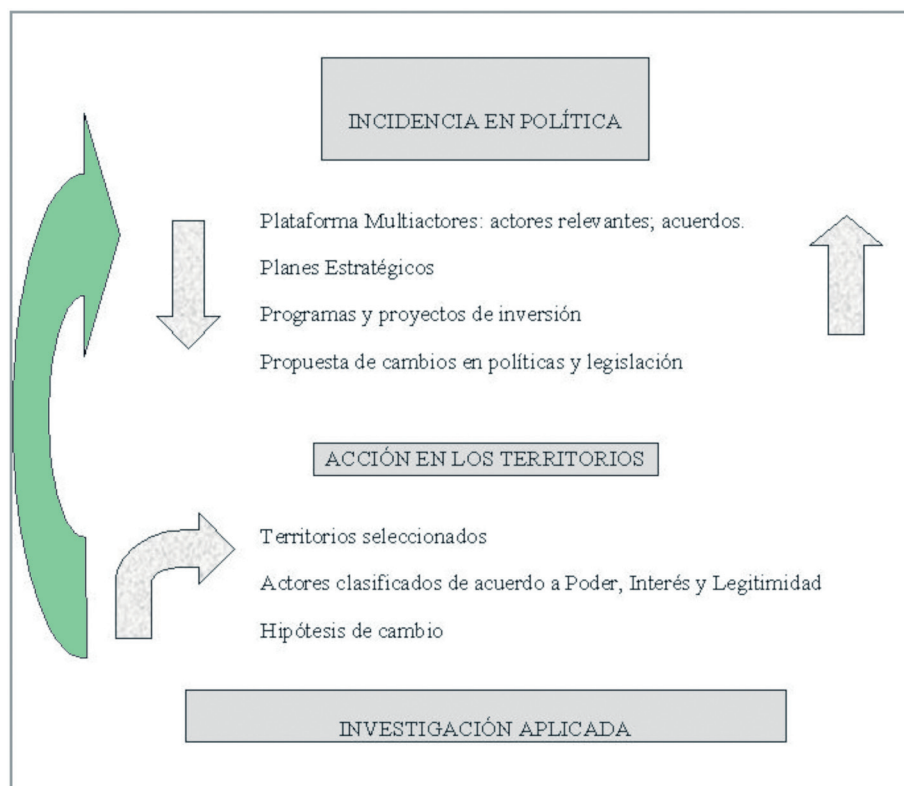 INCIDENCIA EN POLÍTICA
Plataforma Multiactores: actores relevantes; acuerdos.
Planes Estratégicos
Programas y proyectos de inversión
Propuesta de cambios en políticas y legislación
ACCIÓN EN LOS TERRITORIOS
Territorios seleccionados
Actores clasificados de acuerdo a Poder, Interés y Legitimidad
Hipótesis de cambio
INVESTIGACIÓN APLICADA